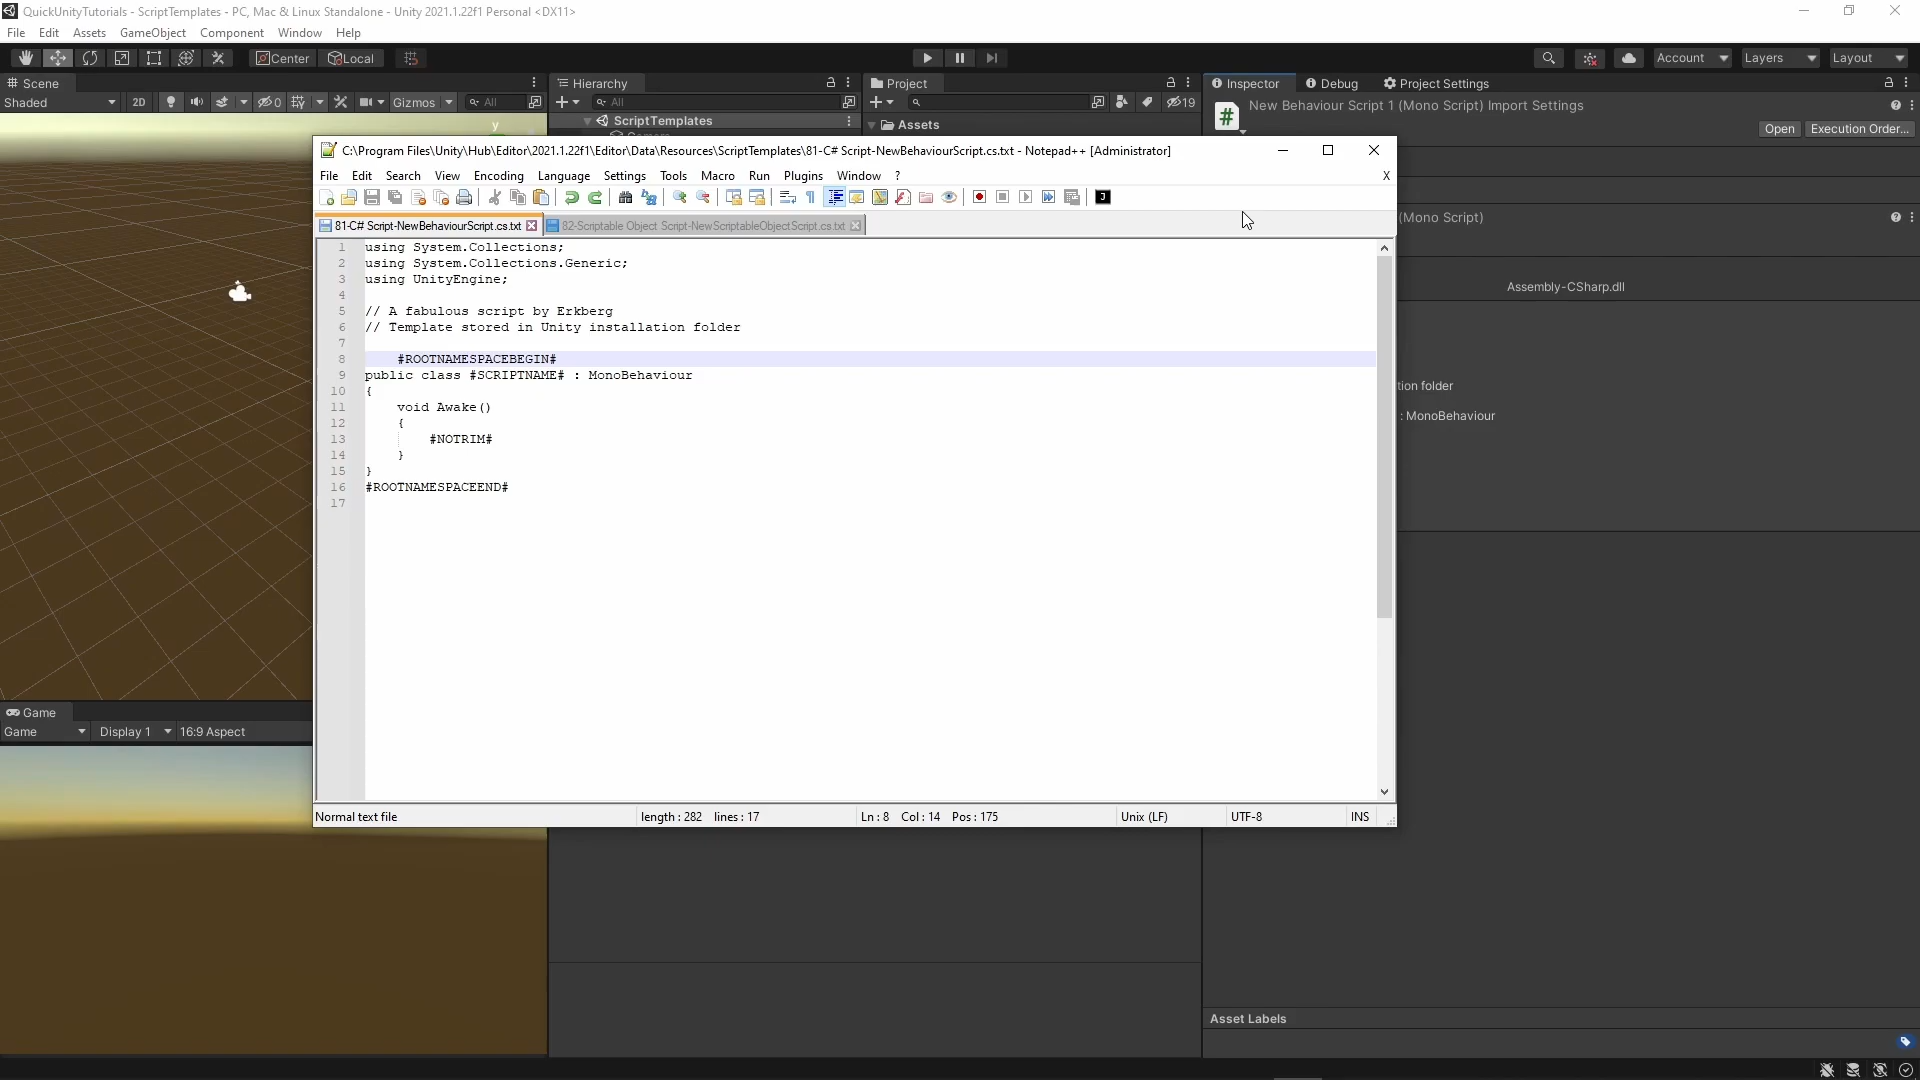 QuickUnityTutorials - ScriptTemplates - PC, Mac & Linux Standalone - Unity 2021.1.22f1 Personal <DX11>
File Edit Assets GameObject Component Window Help
Center Local Account Layers Layout
Scene Hierarchy Project Inspector Debug Project Settings
Shaded 2D 0 Gizmos All All 19
New Behaviour Script 1 (Mono Script) Import Settings
y ScriptTemplates Assets
Open Execution Order...
C:\Program Files\Unity\Hub\Editor\2021.1.22f1\Editor\Data\Resources\ScriptTemplates\81-C# Script-NewBehaviourScript.cs.txt - Notepad++ [Administrator]
File Edit Search View Encoding Language Settings Tools Macro Run Plugins Window ? X
(Mono Script)
81-C# Script-NewBehaviourScript.cs.txt 82-Scriptable Object Script-NewScriptableObjectScript.cs.txt
1 using System.Collections;
2 using System.Collections.Generic;
3 using UnityEngine;
4
5 // A fabulous script by Erkberg
6 // Template stored in Unity installation folder
7
8 #ROOTNAMESPACEBEGIN#
9 public class #SCRIPTNAME# : MonoBehaviour
10 {
11 void Awake()
12 {
13 #NOTRIM#
14 }
15 }
16 #ROOTNAMESPACEEND#
17
Assembly-CSharp.dll
tion folder
: MonoBehaviour
Game
Game Display 1 16:9 Aspect
Normal text file length : 282 lines : 17 Ln : 8 Col : 14 Pos : 175 Unix (LF) UTF-8 INS
Asset Labels